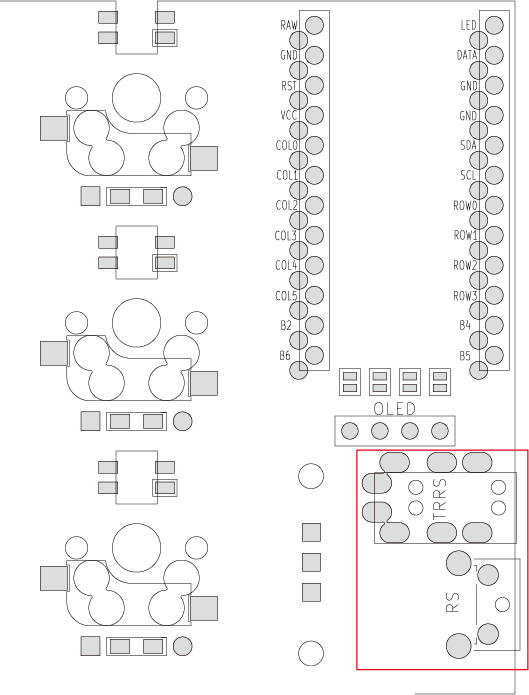 RAW LED
GND DATA
RST GND
VCC GND
COL0 SDA
COL1 SCL
COL2 ROW0
COL3 ROW1
COL4 ROW2
COL5 ROW3
B2 B4
B6 B5
OLED
TRRS
RS